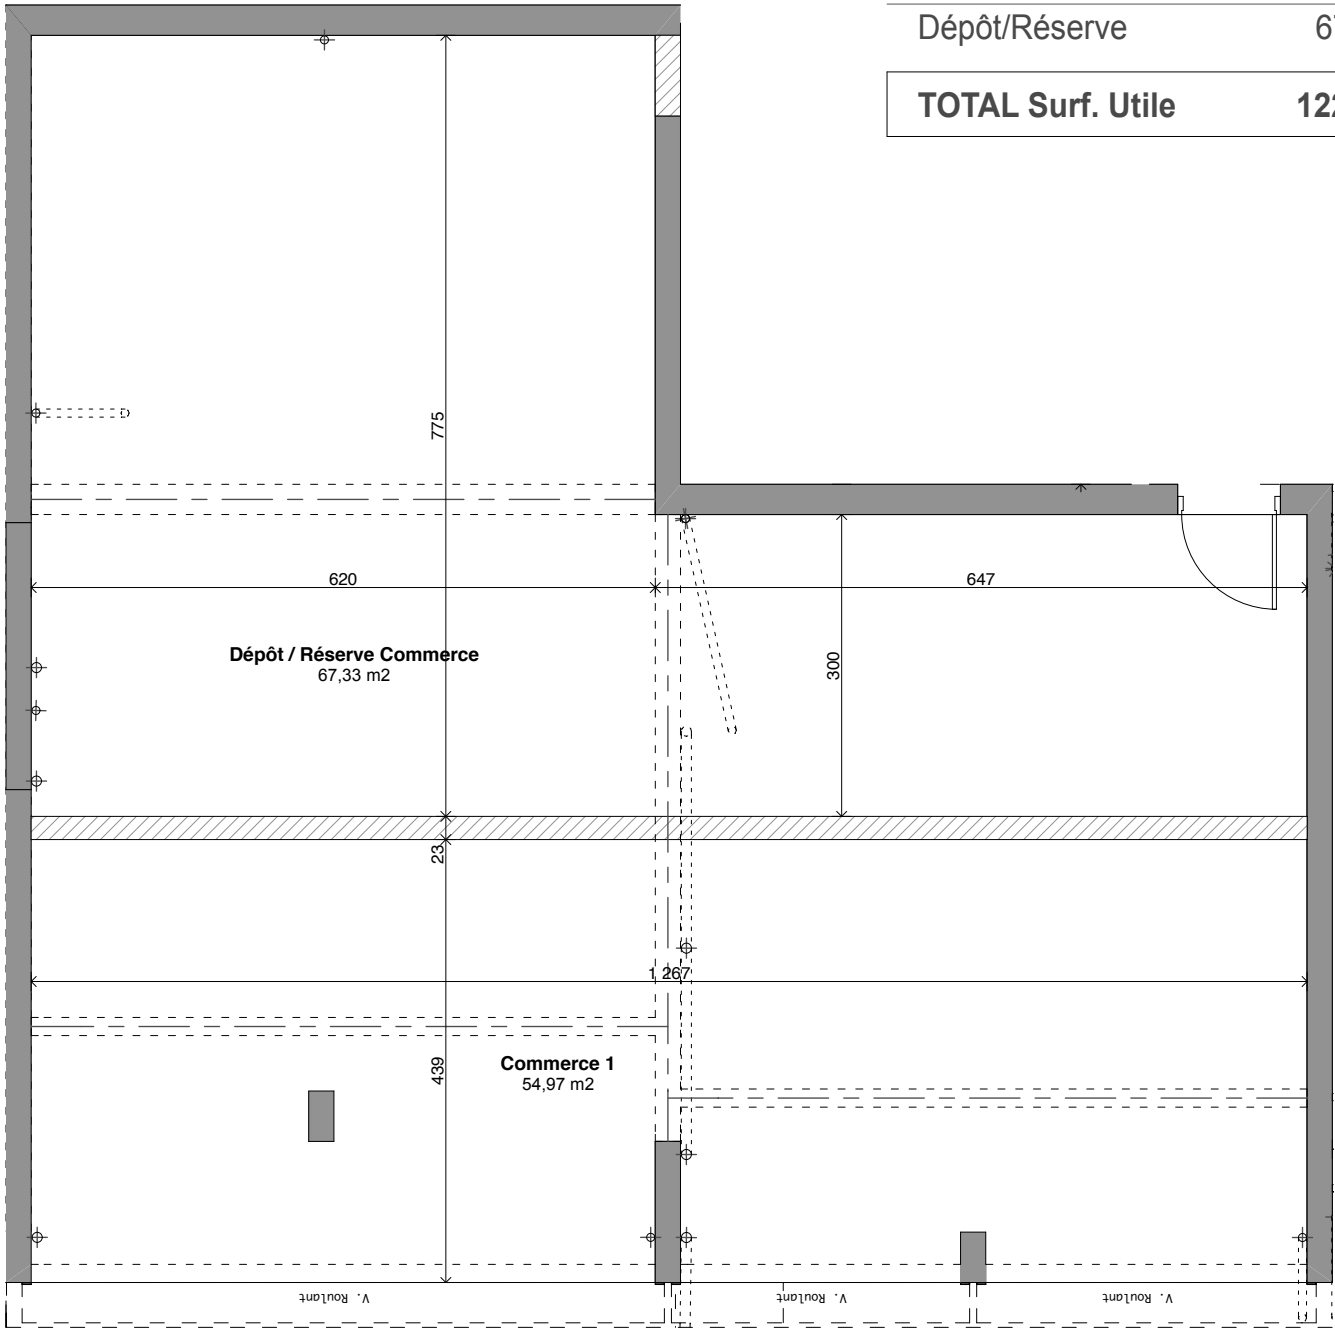 Dépôt/Réserve
TOTAL Surf. Utile
775
620
647
Dépôt / Réserve Commerce
67,33 m2
300
23
1 267
439
Commerce 1
54,97 m2
V. Roulant
V. Roulant
V. Roulant